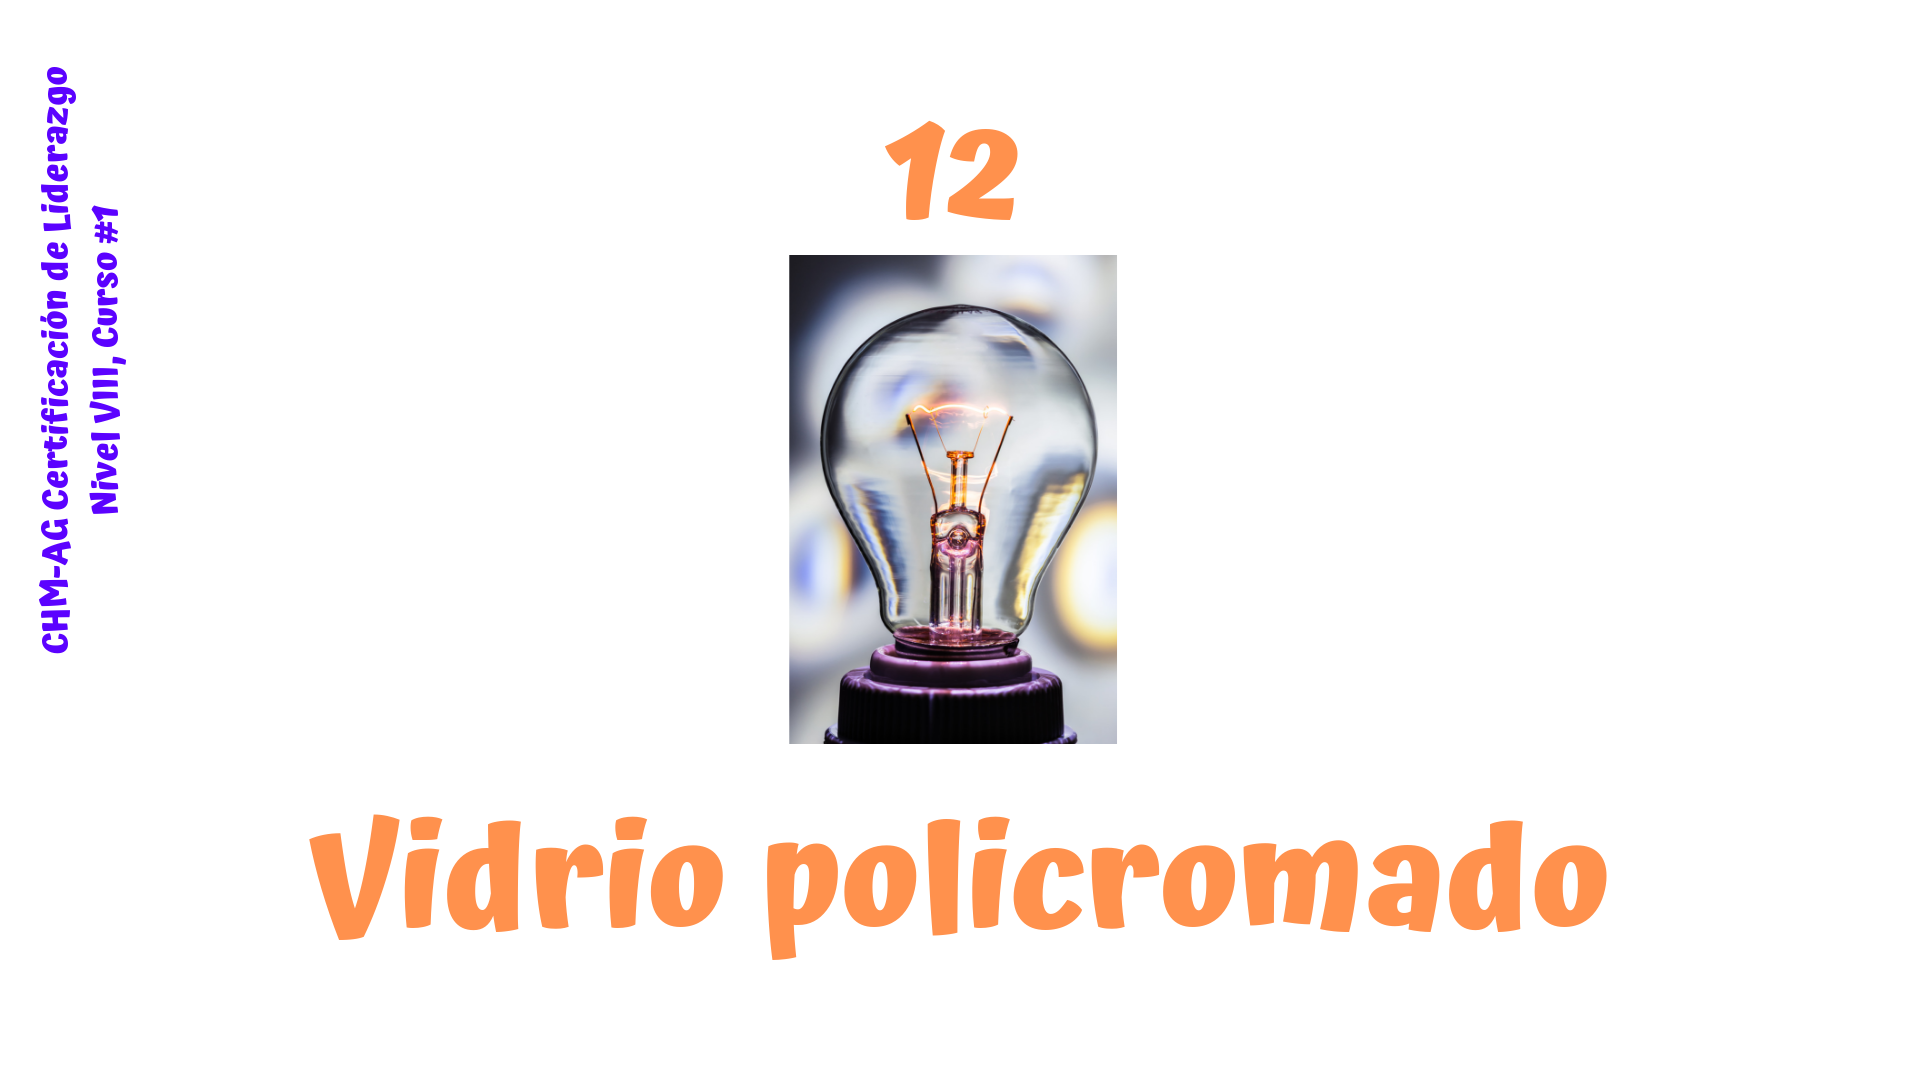 CHM-AG Certificación de Liderazgo
Nivel VIII, Curso #1
12
Vidrio policromado